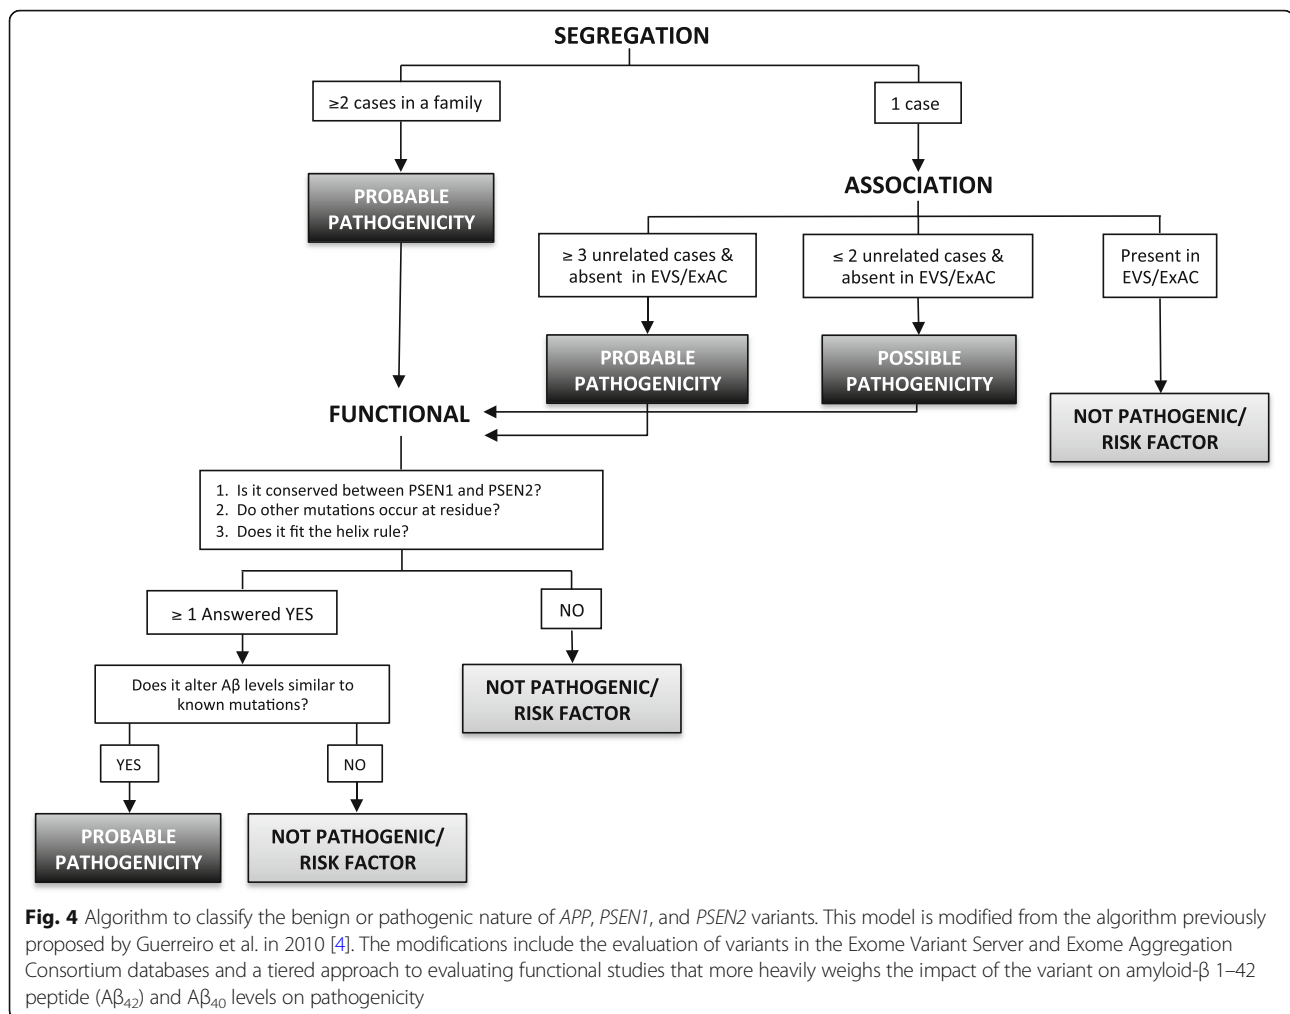 SEGREGATION
≥2 cases in a family
1 case
PROBABLE
PATHOGENICITY
ASSOCIATION
≥ 3 unrelated cases &
absent in EVS/ExAC
≤ 2 unrelated cases &
absent in EVS/ExAC
Present in
EVS/ExAC
PROBABLE
PATHOGENICITY
POSSIBLE
PATHOGENICITY
NOT PATHOGENIC/
RISK FACTOR
FUNCTIONAL
1. Is it conserved between PSEN1 and PSEN2?
2. Do other mutations occur at residue?
3. Does it fit the helix rule?
≥ 1 Answered YES
NO
Does it alter Aβ levels similar to
known mutations?
NOT PATHOGENIC/
RISK FACTOR
YES
NO
PROBABLE
PATHOGENICITY
NOT PATHOGENIC/
RISK FACTOR
Fig. 4 Algorithm to classify the benign or pathogenic nature of APP, PSEN1, and PSEN2 variants. This model is modified from the algorithm previously
proposed by Guerreiro et al. in 2010 [4]. The modifications include the evaluation of variants in the Exome Variant Server and Exome Aggregation
Consortium databases and a tiered approach to evaluating functional studies that more heavily weighs the impact of the variant on amyloid-β 1–42
peptide (Aβ₄₂) and Aβ₄₀ levels on pathogenicity